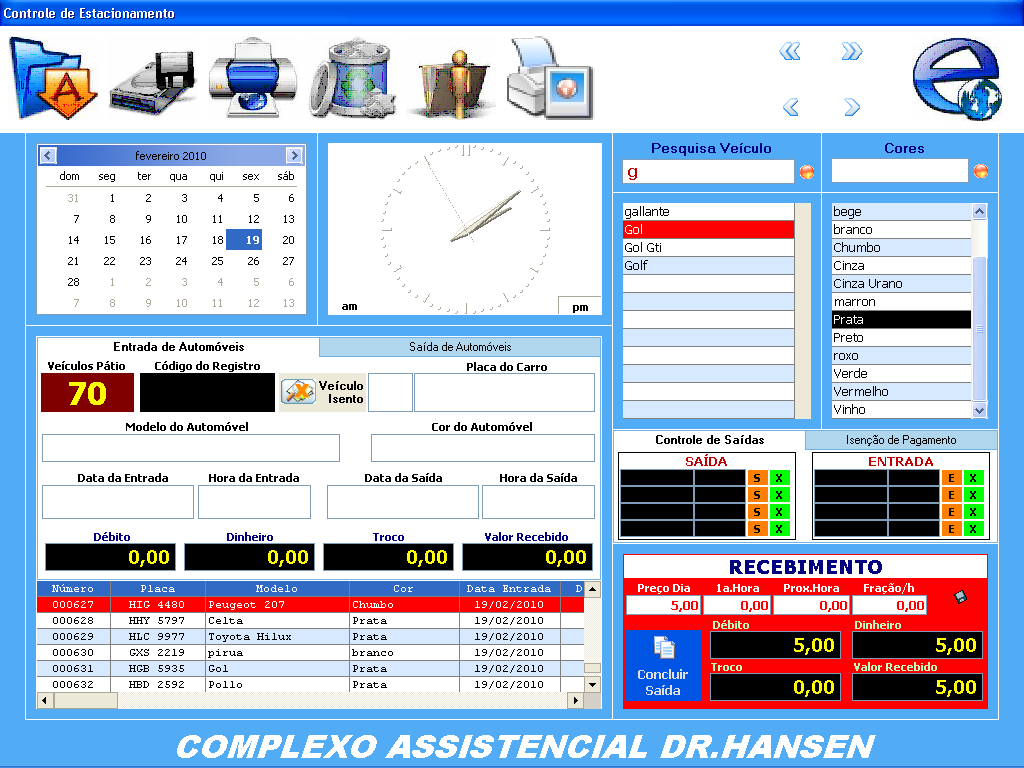 Controle de Estacionamento
fevereiro 2010
dom seg ter qua qui sex sáb
31 1 2 3 4 5 6
7 8 9 10 11 12 13
14 15 16 17 18 19 20
21 22 23 24 25 26 27
28 1 2 3 4 5 6
7 8 9 10 11 12 13
am
pm
Pesquisa Veículo
g
gallante
Gol
Gol Gti
Golf
Cores
bege
branco
Chumbo
Cinza
Cinza Urano
marron
Prata
Preto
roxo
Verde
Vermelho
Vinho
Entrada de Automóveis
Saída de Automóveis
Veículos Pátio
Código do Registro
Placa do Carro
70
Veículo
Isento
Modelo do Automóvel
Cor do Automóvel
Data da Entrada
Hora da Entrada
Data da Saída
Hora da Saída
Débito
Dinheiro
Troco
Valor Recebido
0,00
0,00
0,00
0,00
Número Placa Modelo Cor Data Entrada D
000627 HIG 4480 Peugeot 207 Chumbo 19/02/2010
000628 HHY 5797 Celta Prata 19/02/2010
000629 HLC 9977 Toyota Hilux Prata 19/02/2010
000630 GXS 2219 pirua branco 19/02/2010
000631 HGB 5935 Gol Prata 19/02/2010
000632 HBD 2592 Pollo Prata 19/02/2010
Controle de Saídas
Isenção de Pagamento
SAÍDA
S X
S X
S X
S X
ENTRADA
E X
E X
E X
E X
RECEBIMENTO
Preço Dia 1a.Hora Prox.Hora Fração/h
5,00 0,00 0,00 0,00
Débito Dinheiro
5,00 5,00
Troco Valor Recebido
0,00 5,00
Concluir
Saída
COMPLEXO ASSISTENCIAL DR.HANSEN